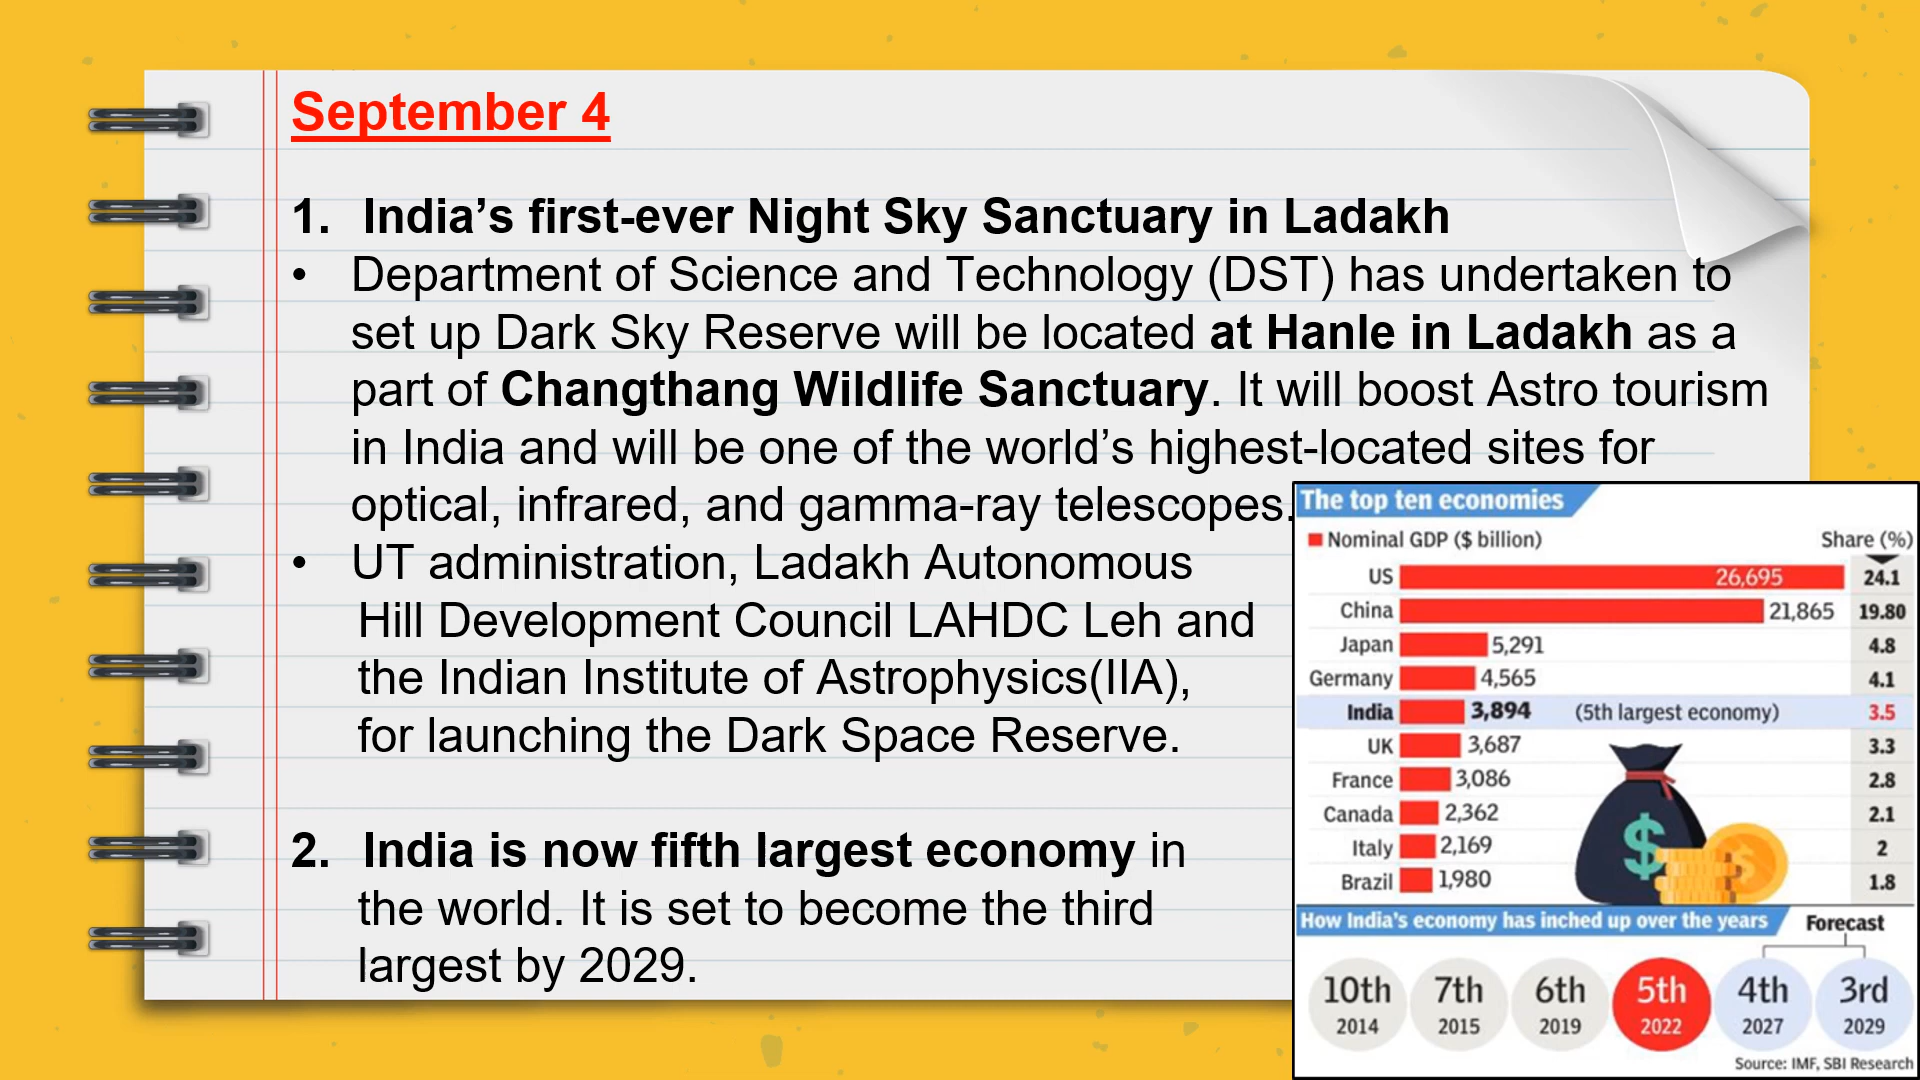 September 4
1. India’s first-ever Night Sky Sanctuary in Ladakh
• Department of Science and Technology (DST) has undertaken to
set up Dark Sky Reserve will be located at Hanle in Ladakh as a
part of Changthang Wildlife Sanctuary. It will boost Astro tourism
in India and will be one of the world’s highest-located sites for
optical, infrared, and gamma-ray telescopes.
• UT administration, Ladakh Autonomous
Hill Development Council LAHDC Leh and
the Indian Institute of Astrophysics(IIA),
for launching the Dark Space Reserve.
2. India is now fifth largest economy in
the world. It is set to become the third
largest by 2029.
The top ten economies
Nominal GDP ($ billion) Share (%)
US 26,695 24.1
China 21,865 19.80
Japan 5,291 4.8
Germany 4,565 4.1
India 3,894 (5th largest economy) 3.5
UK 3,687 3.3
France 3,086 2.8
Canada 2,362 2.1
Italy 2,169 2
Brazil 1,980 1.8
$ $
How India’s economy has inched up over the years Forecast
10th 7th 6th 5th 4th 3rd
2014 2015 2019 2022 2027 2029
Source: IMF, SBI Research